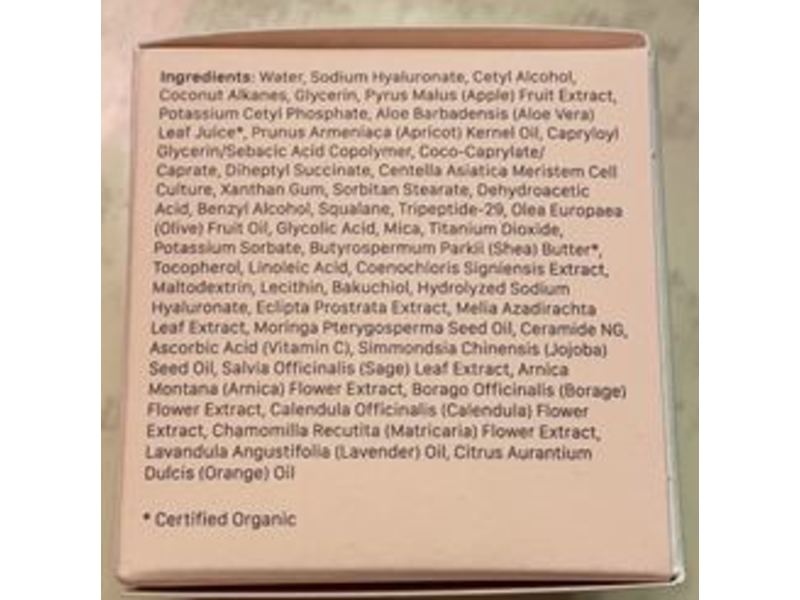 Ingredients: Water, Sodium Hyaluronate, Cetyl Alcohol,
Coconut Alkanes, Glycerin, Pyrus Malus (Apple) Fruit Extract,
Potassium Cetyl Phosphate, Aloe Barbadensis (Aloe Vera)
Leaf Juice*, Prunus Armeniaca (Apricot) Kernel Oil, Capryloyl
Glycerin/Sebacic Acid Copolymer, Coco-Caprylate/
Caprate, Diheptyl Succinate, Centella Asiatica Meristem Cell
Culture, Xanthan Gum, Sorbitan Stearate, Dehydroacetic
Acid, Benzyl Alcohol, Squalane, Tripeptide-29, Olea Europaea
(Olive) Fruit Oil, Glycolic Acid, Mica, Titanium Dioxide,
Potassium Sorbate, Butyrospermum Parkii (Shea) Butter*,
Tocopherol, Linoleic Acid, Coenochloris Signiensis Extract,
Maltodextrin, Lecithin, Bakuchiol, Hydrolyzed Sodium
Hyaluronate, Eclipta Prostrata Extract, Melia Azadirachta
Leaf Extract, Moringa Pterygosperma Seed Oil, Ceramide NG,
Ascorbic Acid (Vitamin C), Simmondsia Chinensis (Jojoba)
Seed Oil, Salvia Officinalis (Sage) Leaf Extract, Arnica
Montana (Arnica) Flower Extract, Borago Officinalis (Borage)
Flower Extract, Calendula Officinalis (Calendula) Flower
Extract, Chamomilla Recutita (Matricaria) Flower Extract,
Lavandula Angustifolia (Lavender) Oil, Citrus Aurantium
Dulcis (Orange) Oil
* Certified Organic